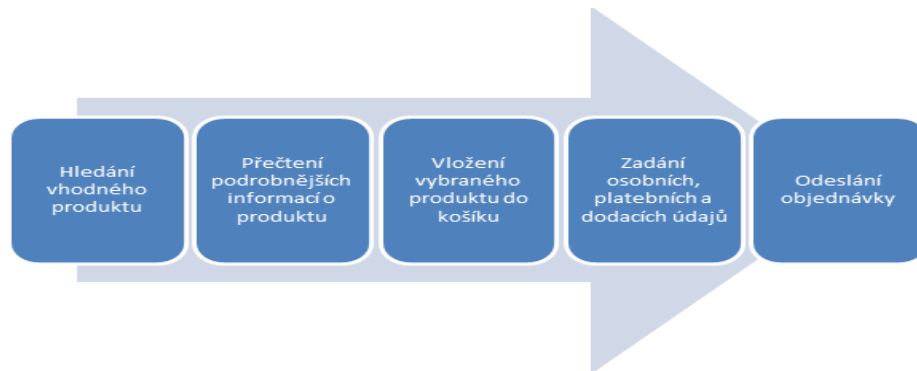 Hledání
vhodného
produktu
Přečtení
podrobnějších
informací o
produktu
Vložení
vybraného
produktu do
košíku
Zadání
osobních,
platebních a
dodacích údajů
Odeslání
objednávky